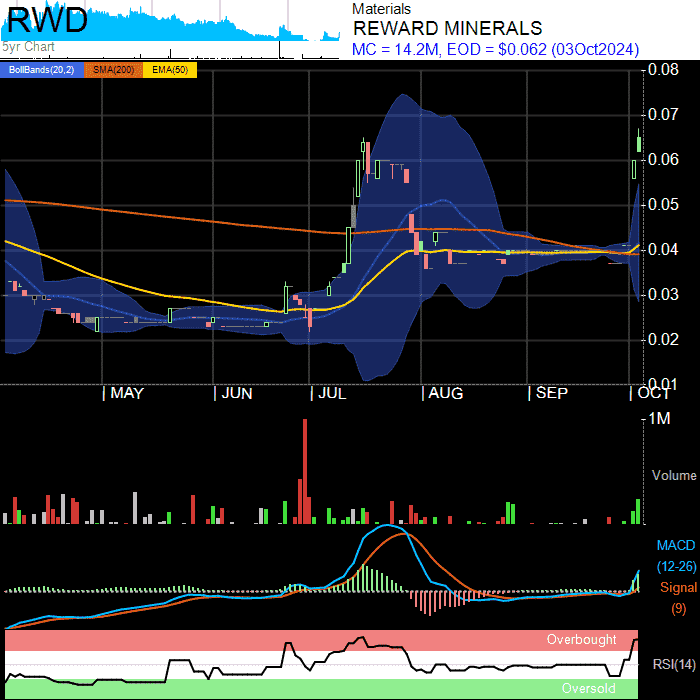 RWD
5yr Chart
Materials
REWARD MINERALS
MC = 14.2M, EOD = $0.062 (03Oct2024)
BollBands(20,2) SMA(200) EMA(50)
0.08
0.07
0.06
0.05
0.04
0.03
0.02
0.01
MAY JUN JUL AUG SEP OCT
1M
Volume
MACD
(12-26)
Signal
(9)
Overbought
RSI(14)
Oversold